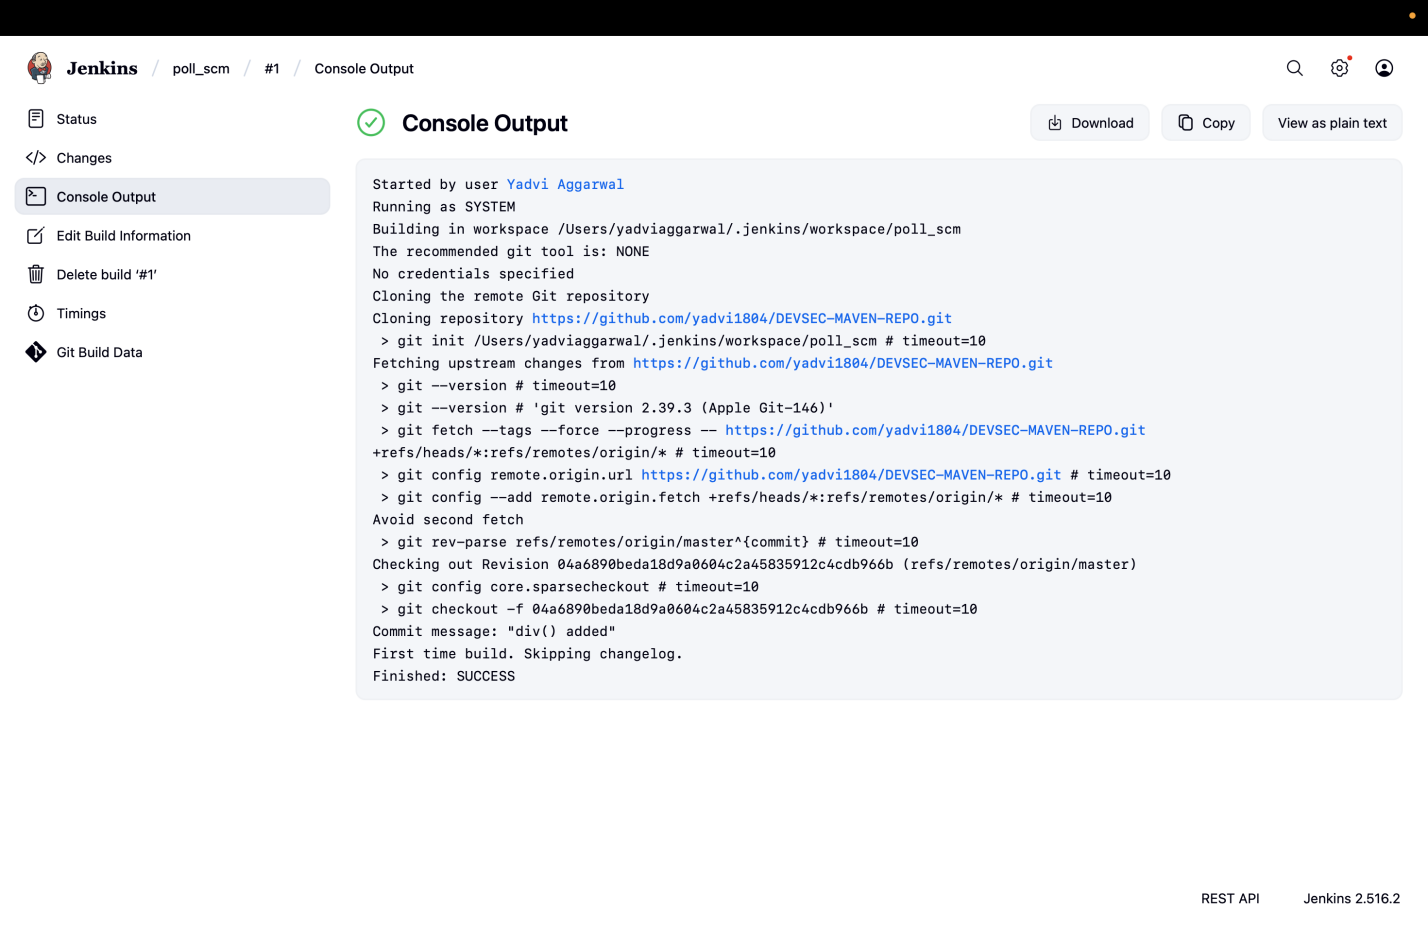 Jenkins / poll_scm / #1 / Console Output
Status
Changes
Console Output
Edit Build Information
Delete build ‘#1’
Timings
Git Build Data
Console Output
Download
Copy
View as plain text
Started by user Yadvi Aggarwal
Running as SYSTEM
Building in workspace /Users/yadviaggarwal/.jenkins/workspace/poll_scm
The recommended git tool is: NONE
No credentials specified
Cloning the remote Git repository
Cloning repository https://github.com/yadvi1804/DEVSEC-MAVEN-REPO.git
 > git init /Users/yadviaggarwal/.jenkins/workspace/poll_scm # timeout=10
Fetching upstream changes from https://github.com/yadvi1804/DEVSEC-MAVEN-REPO.git
 > git --version # timeout=10
 > git --version # 'git version 2.39.3 (Apple Git-146)'
 > git fetch --tags --force --progress -- https://github.com/yadvi1804/DEVSEC-MAVEN-REPO.git
+refs/heads/*:refs/remotes/origin/* # timeout=10
 > git config remote.origin.url https://github.com/yadvi1804/DEVSEC-MAVEN-REPO.git # timeout=10
 > git config --add remote.origin.fetch +refs/heads/*:refs/remotes/origin/* # timeout=10
Avoid second fetch
 > git rev-parse refs/remotes/origin/master^{commit} # timeout=10
Checking out Revision 04a6890beda18d9a0604c2a45835912c4cdb966b (refs/remotes/origin/master)
 > git config core.sparsecheckout # timeout=10
 > git checkout -f 04a6890beda18d9a0604c2a45835912c4cdb966b # timeout=10
Commit message: "div() added"
First time build. Skipping changelog.
Finished: SUCCESS
REST API
Jenkins 2.516.2